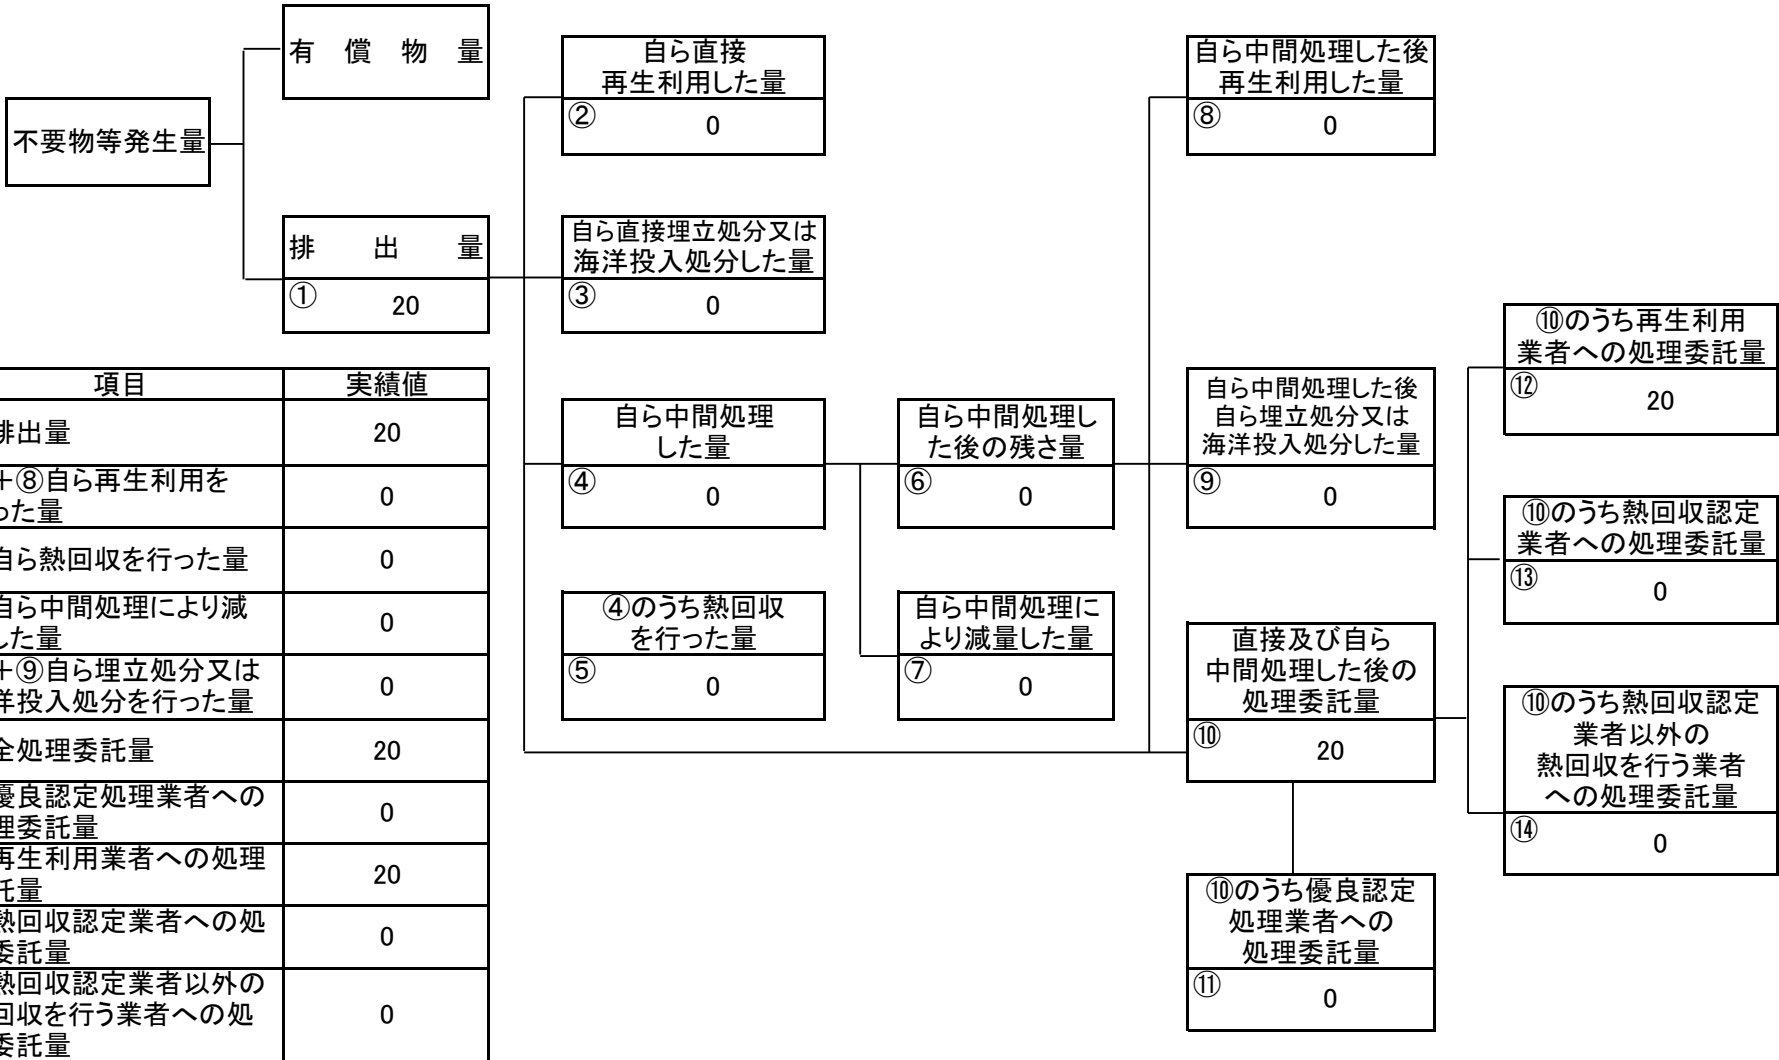 有償物量
不要物等発生量
排出量
① 20
自ら直接
再生利用した量
② 0
自ら直接埋立処分又は
海洋投入処分した量
③ 0
自ら中間処理
した量
④ 0
④のうち熱回収
を行った量
⑤ 0
自ら中間処理し
た後の残さ量
⑥ 0
自ら中間処理に
より減量した量
⑦ 0
自ら中間処理した後
再生利用した量
⑧ 0
自ら中間処理した後
自ら埋立処分又は
海洋投入処分した量
⑨ 0
直接及び自ら
中間処理した後の
処理委託量
⑩ 20
⑩のうち優良認定
処理業者への
処理委託量
⑪ 0
⑩のうち再生利用
業者への処理委託量
⑫ 20
⑩のうち熱回収認定
業者への処理委託量
⑬ 0
⑩のうち熱回収認定
業者以外の
熱回収を行う業者
への処理委託量
⑭ 0
項目 実績値
排出量 20
+⑧自ら再生利用を
った量 0
自ら熱回収を行った量 0
自ら中間処理により減
した量 0
+⑨自ら埋立処分又は
洋投入処分を行った量 0
全処理委託量 20
優良認定処理業者への
理委託量 0
再生利用業者への処理
託量 20
熱回収認定業者への処
委託量 0
熱回収認定業者以外の
回収を行う業者への処
委託量 0